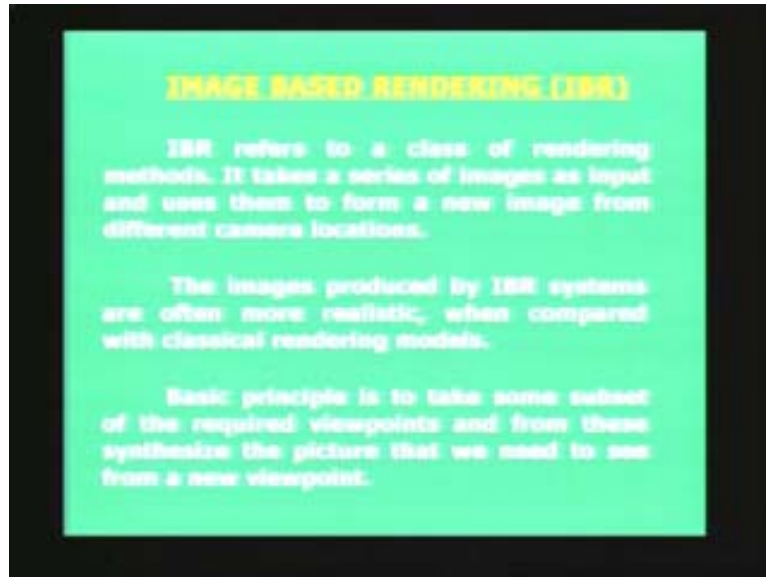 IMAGE BASED RENDERING (IBR)
IBR refers to a class of rendering
methods. It takes a series of images as input
and uses them to form a new image from
different camera locations.
The images produced by IBR systems
are often more realistic, when compared
with classical rendering models.
Basic principle is to take some subset
of the required viewpoints and from these
synthesize the picture that we need to see
from a new viewpoint.